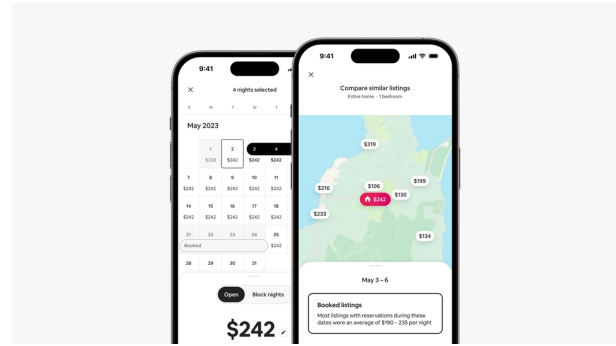 9:41
4 nights selected
S M T W T
May 2023
1 2 3 4
$258 $242 $242 $242
7 8 9 10 11
$242 $242 $242 $242 $242
14 15 16 17 18
$242 $242 $242 $242 $242
21 22 23 24 25
Booked $242
28 29 30 31
Open Block nights
$242
9:41
Compare similar listings
Entire home · 1 bedroom
$319
$199
$216
$106
$130
$242
$233
$134
May 3 – 6
Booked listings
Most listings with reservations during these
dates were an average of $190 – 235 per night